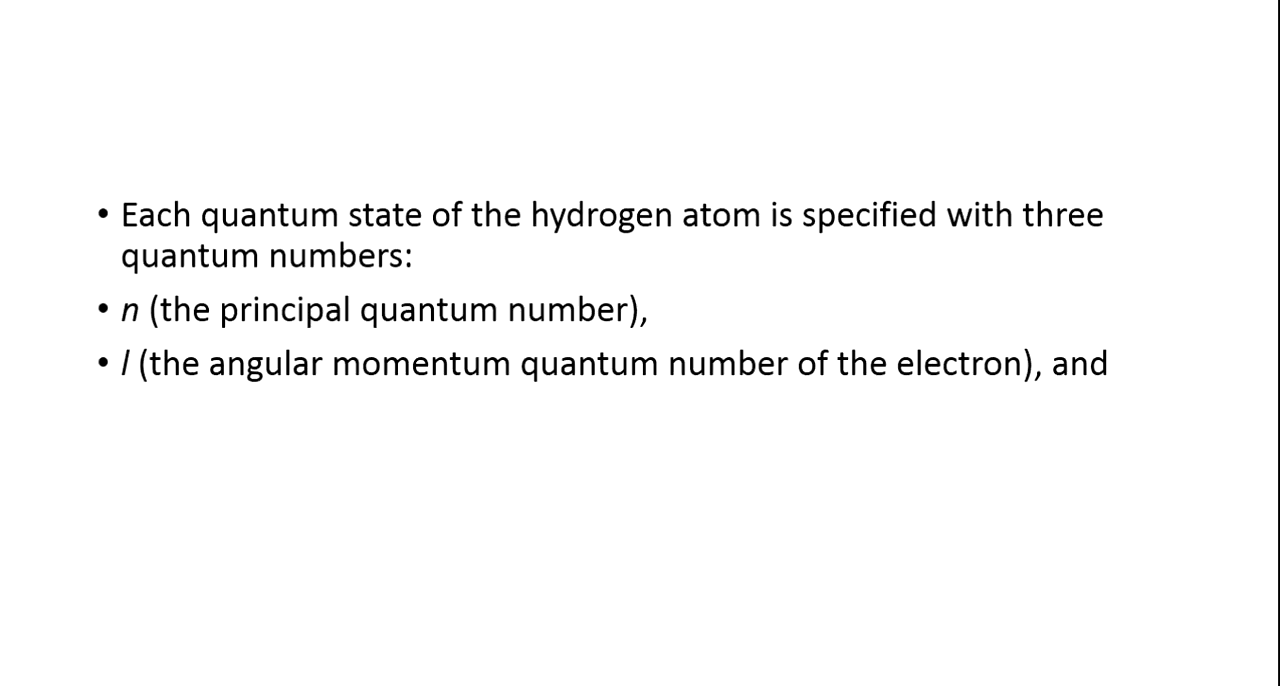 • Each quantum state of the hydrogen atom is specified with three
quantum numbers:
• n (the principal quantum number),
• l (the angular momentum quantum number of the electron), and